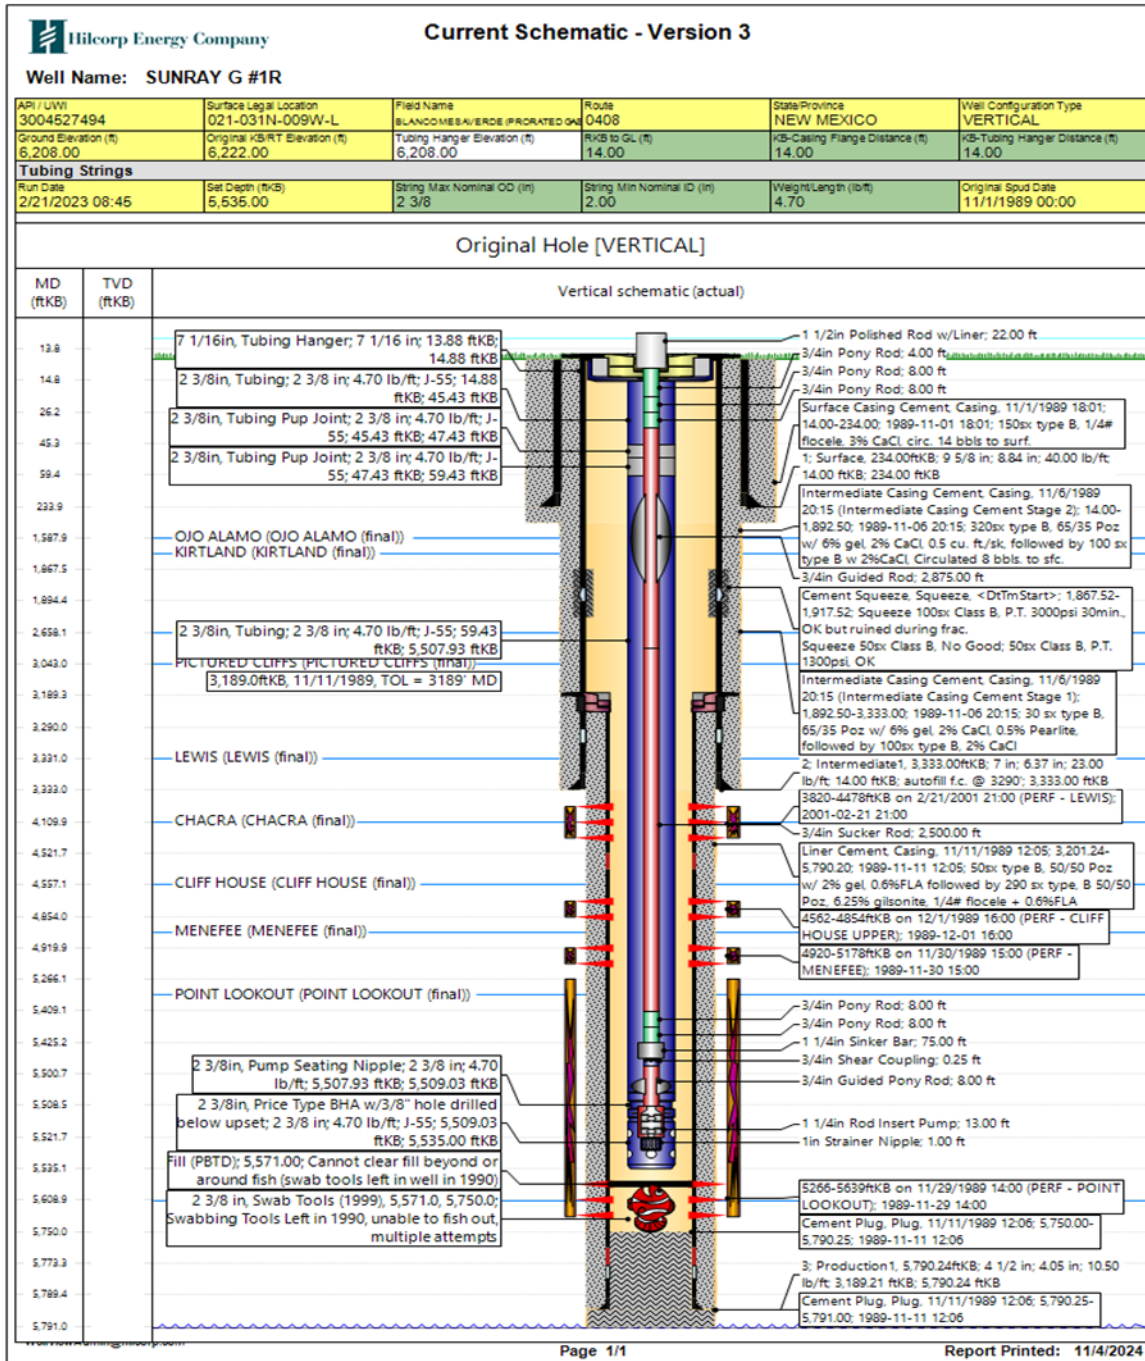 Hilcorp Energy Company
Current Schematic - Version 3
Well Name: SUNRAY G #1R
API / UWI
3004527494
Surface Legal Location
021-031N-009W-L
Field Name
BLANCO MESAVERDE (PRORATED GAS
Route
0408
State/Province
NEW MEXICO
Well Configuration Type
VERTICAL
Ground Elevation (ft)
6,208.00
Original KB/RT Elevation (ft)
6,222.00
Tubing Hanger Elevation (ft)
6,208.00
RKB to GL (ft)
14.00
KB-Casing Flange Distance (ft)
14.00
KB-Tubing Hanger Distance (ft)
14.00
Tubing Strings
Run Date
2/21/2023 08:45
Set Depth (ftKB)
5,535.00
String Max Nominal OD (in)
2 3/8
String Min Nominal ID (in)
2.00
Weight/Length (lb/ft)
4.70
Original Spud Date
11/1/1989 00:00
Original Hole [VERTICAL]
MD
(ftKB)
TVD
(ftKB)
Vertical schematic (actual)
13.8
14.8
26.2
45.3
59.4
233.9
1,587.9
1,867.5
1,894.4
2,658.1
3,043.0
3,189.3
3,290.0
3,331.0
3,333.0
4,109.9
4,521.7
4,557.1
4,854.0
4,919.9
5,266.1
5,409.1
5,425.2
5,500.7
5,508.5
5,521.7
5,535.1
5,608.9
5,750.0
5,773.3
5,789.4
5,791.0
7 1/16in, Tubing Hanger; 7 1/16 in; 13.88 ftKB;
14.88 ftKB
2 3/8in, Tubing; 2 3/8 in; 4.70 lb/ft; J-55; 14.88
ftKB; 45.43 ftKB
2 3/8in, Tubing Pup Joint; 2 3/8 in; 4.70 lb/ft; J-
55; 45.43 ftKB; 47.43 ftKB
2 3/8in, Tubing Pup Joint; 2 3/8 in; 4.70 lb/ft; J-
55; 47.43 ftKB; 59.43 ftKB
OJO ALAMO (OJO ALAMO (final))
KIRTLAND (KIRTLAND (final))
2 3/8in, Tubing; 2 3/8 in; 4.70 lb/ft; J-55; 59.43
ftKB; 5,507.93 ftKB
PICTURED CLIFFS (PICTURED CLIFFS (final))
3,189.0ftKB, 11/11/1989, TOL = 3189' MD
LEWIS (LEWIS (final))
CHACRA (CHACRA (final))
CLIFF HOUSE (CLIFF HOUSE (final))
MENEFEE (MENEFEE (final))
POINT LOOKOUT (POINT LOOKOUT (final))
2 3/8in, Pump Seating Nipple; 2 3/8 in; 4.70
lb/ft; 5,507.93 ftKB; 5,509.03 ftKB
2 3/8in, Price Type BHA w/3/8" hole drilled
below upset; 2 3/8 in; 4.70 lb/ft; J-55; 5,509.03
ftKB; 5,535.00 ftKB
Fill (PBTD); 5,571.00; Cannot clear fill beyond or
around fish (swab tools left in well in 1990)
2 3/8 in, Swab Tools (1999), 5,571.0, 5,750.0;
Swabbing Tools Left in 1990, unable to fish out,
multiple attempts
1 1/2in Polished Rod w/Liner; 22.00 ft
3/4in Pony Rod; 4.00 ft
3/4in Pony Rod; 8.00 ft
3/4in Pony Rod; 8.00 ft
Surface Casing Cement, Casing, 11/1/1989 18:01;
14.00-234.00; 1989-11-01 18:01; 150sx type B, 1/4#
flocele, 3% CaCl, circ. 14 bbls to surf.
1; Surface, 234.00ftKB; 9 5/8 in; 8.84 in; 40.00 lb/ft;
14.00 ftKB; 234.00 ftKB
Intermediate Casing Cement, Casing, 11/6/1989
20:15 (Intermediate Casing Cement Stage 2); 14.00-
1,892.50; 1989-11-06 20:15; 320sx type B, 65/35 Poz
w/ 6% gel, 2% CaCl, 0.5 cu. ft./sk, followed by 100 sx
type B w 2%CaCl, Circulated 8 bbls. to sfc.
3/4in Guided Rod; 2,875.00 ft
Cement Squeeze, Squeeze, <DtTmStart>; 1,867.52-
1,917.52; Squeeze 100sx Class B, P.T. 3000psi 30min.,
OK but ruined during frac.
Squeeze 50sx Class B, No Good; 50sx Class B, P.T.
1300psi, OK
Intermediate Casing Cement, Casing, 11/6/1989
20:15 (Intermediate Casing Cement Stage 1);
1,892.50-3,333.00; 1989-11-06 20:15; 30 sx type B,
65/35 Poz w/ 6% gel, 2% CaCl, 0.5% Pearlite,
followed by 100sx type B, 2% CaCl
2; Intermediate1, 3,333.00ftKB; 7 in; 6.37 in; 23.00
lb/ft; 14.00 ftKB; autofill f.c. @ 3290'; 3,333.00 ftKB
3820-4478ftKB on 2/21/2001 21:00 (PERF - LEWIS);
2001-02-21 21:00
3/4in Sucker Rod; 2,500.00 ft
Liner Cement, Casing, 11/11/1989 12:05; 3,201.24-
5,790.20; 1989-11-11 12:05; 50sx type B, 50/50 Poz
w/ 2% gel, 0.6%FLA followed by 290 sx type, B 50/50
Poz, 6.25% gilsonite, 1/4# flocele + 0.6%FLA
4562-4854ftKB on 12/1/1989 16:00 (PERF - CLIFF
HOUSE UPPER); 1989-12-01 16:00
4920-5178ftKB on 11/30/1989 15:00 (PERF -
MENEFEE); 1989-11-30 15:00
3/4in Pony Rod; 8.00 ft
3/4in Pony Rod; 8.00 ft
1 1/4in Sinker Bar; 75.00 ft
3/4in Shear Coupling; 0.25 ft
3/4in Guided Pony Rod; 8.00 ft
1 1/4in Rod Insert Pump; 13.00 ft
1in Strainer Nipple; 1.00 ft
5266-5639ftKB on 11/29/1989 14:00 (PERF - POINT
LOOKOUT); 1989-11-29 14:00
Cement Plug, Plug, 11/11/1989 12:06; 5,750.00-
5,790.25; 1989-11-11 12:06
3; Production1, 5,790.24ftKB; 4 1/2 in; 4.05 in; 10.50
lb/ft; 3,189.21 ftKB; 5,790.24 ftKB
Cement Plug, Plug, 11/11/1989 12:06; 5,790.25-
5,791.00; 1989-11-11 12:06
Page 1/1
Report Printed: 11/4/2024